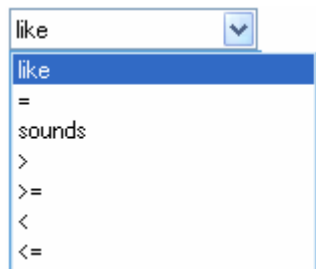 like
like
=
sounds
>
>=
<
<=